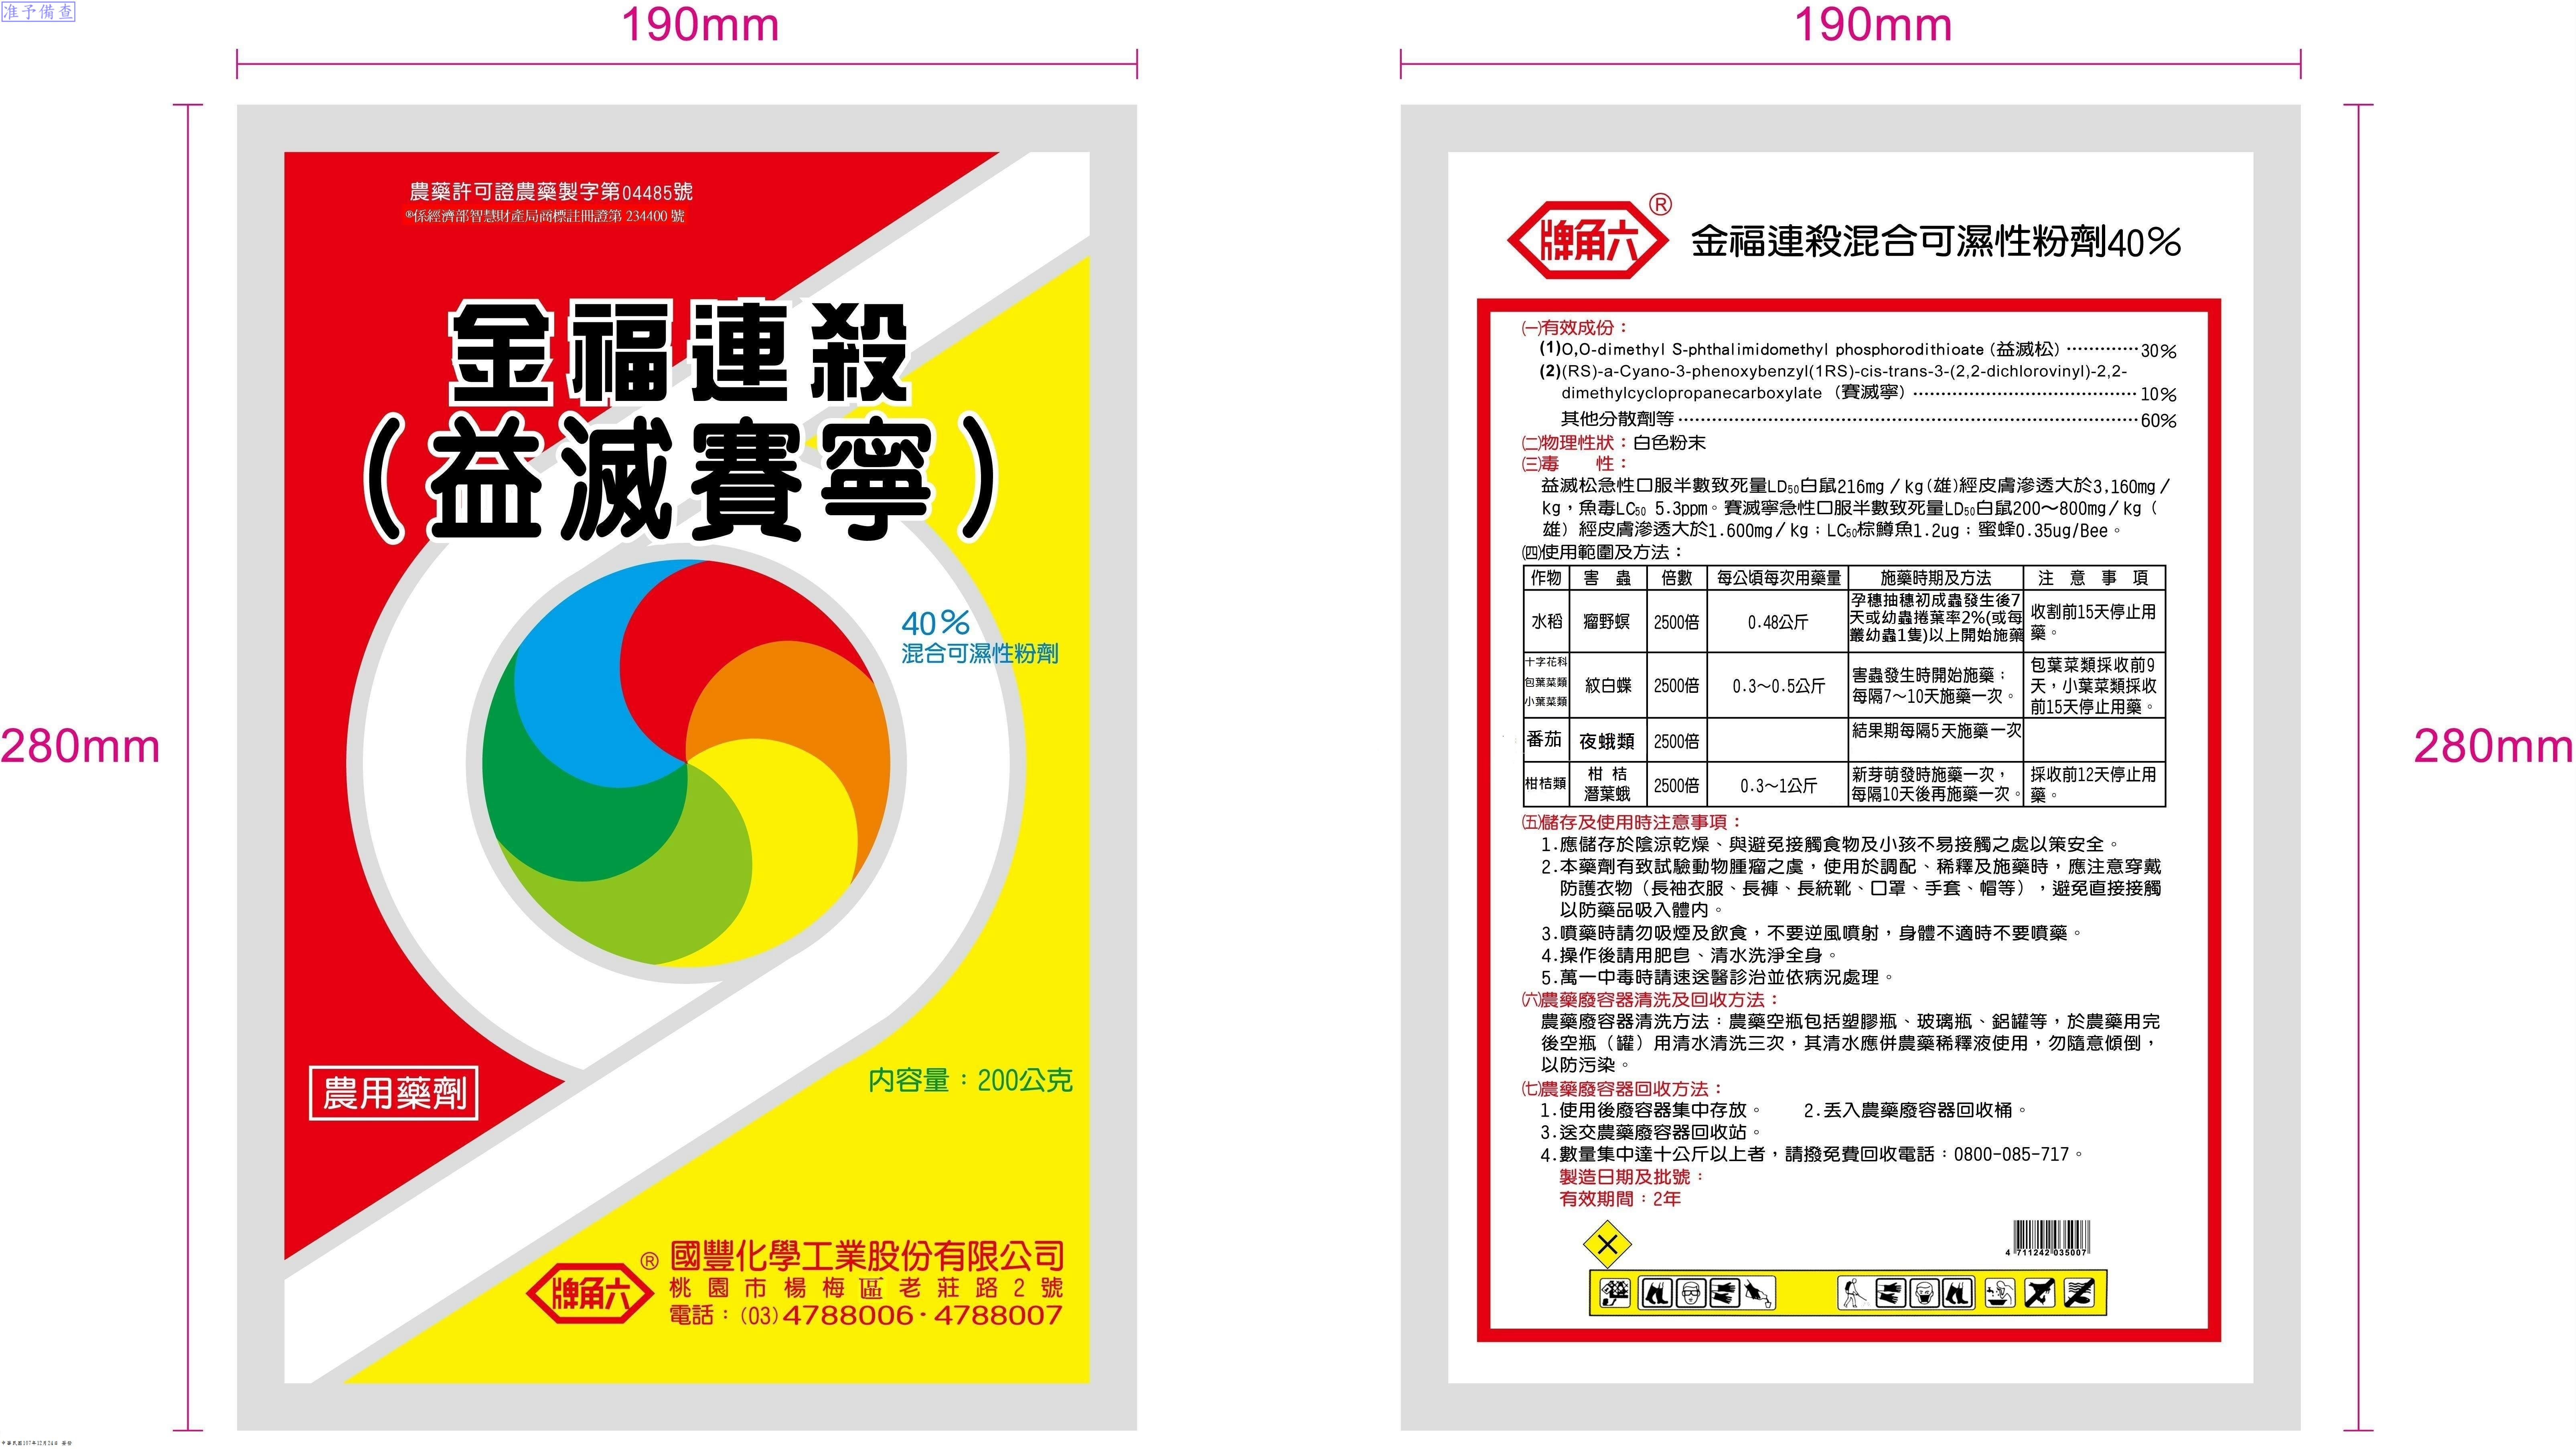 准予備查
190mm
280mm
農藥許可證農藥製字第04485號
®係經濟部智慧財產局商標註冊證第 234400 號
金福連殺
（益滅賽寧）
40％
混合可濕性粉劑
內容量：200公克
農用藥劑
牌角六®
國豐化學工業股份有限公司
桃園市楊梅區老莊路2號
電話：(03)4788006·4788007
190mm
280mm
牌角六®
金福連殺混合可濕性粉劑40％
㈠有效成份：
(1)O,O-dimethyl S-phthalimidomethyl phosphorodithioate (益滅松) ············· 30％
(2)(RS)-a-Cyano-3-phenoxybenzyl(1RS)-cis-trans-3-(2,2-dichlorovinyl)-2,2-
dimethylcyclopropanecarboxylate （賽滅寧） ······································ 10％
其他分散劑等 ················································································ 60％
㈡物理性狀：白色粉末
㈢毒　　性：
益滅松急性口服半數致死量LD₅₀白鼠216mg／kg(雄)經皮膚滲透大於3,160mg／
kg，魚毒LC₅₀ 5.3ppm。賽滅寧急性口服半數致死量LD₅₀白鼠200～800mg／kg（
雄）經皮膚滲透大於1.600mg／kg；LC₅₀棕鱒魚1.2ug；蜜蜂0.35ug/Bee。
㈣使用範圍及方法：
作物　害　蟲　倍數　每公頃每次用藥量　施藥時期及方法　注　意　事　項
水稻　瘤野螟　2500倍　0.48公斤　孕穗抽穗初成蟲發生後7
天或幼蟲捲葉率2%(或每
叢幼蟲1隻)以上開始施藥　收割前15天停止用
藥。
十字花科
包葉菜類
小葉菜類　紋白蝶　2500倍　0.3～0.5公斤　害蟲發生時開始施藥；
每隔7～10天施藥一次。　包葉菜類採收前9
天，小葉菜類採收
前15天停止用藥。
番茄　夜蛾類　2500倍　結果期每隔5天施藥一次
柑桔類　柑 桔
潛葉蛾　2500倍　0.3～1公斤　新芽萌發時施藥一次，
每隔10天後再施藥一次。　採收前12天停止用
藥。
㈤儲存及使用時注意事項：
1.應儲存於陰涼乾燥、與避免接觸食物及小孩不易接觸之處以策安全。
2.本藥劑有致試驗動物腫瘤之虞，使用於調配、稀釋及施藥時，應注意穿戴
防護衣物（長袖衣服、長褲、長統靴、口罩、手套、帽等），避免直接接觸
以防藥品吸入體內。
3.噴藥時請勿吸煙及飲食，不要逆風噴射，身體不適時不要噴藥。
4.操作後請用肥皂、清水洗淨全身。
5.萬一中毒時請速送醫診治並依病況處理。
㈥農藥廢容器清洗及回收方法：
農藥廢容器清洗方法：農藥空瓶包括塑膠瓶、玻璃瓶、鋁罐等，於農藥用完
後空瓶（罐）用清水清洗三次，其清水應併農藥稀釋液使用，勿隨意傾倒，
以防污染。
㈦農藥廢容器回收方法：
1.使用後廢容器集中存放。　2.丟入農藥廢容器回收桶。
3.送交農藥廢容器回收站。
4.數量集中達十公斤以上者，請撥免費回收電話：0800-085-717。
製造日期及批號：
有效期間：2年
4 711242 035007
中華民國107年12月24日